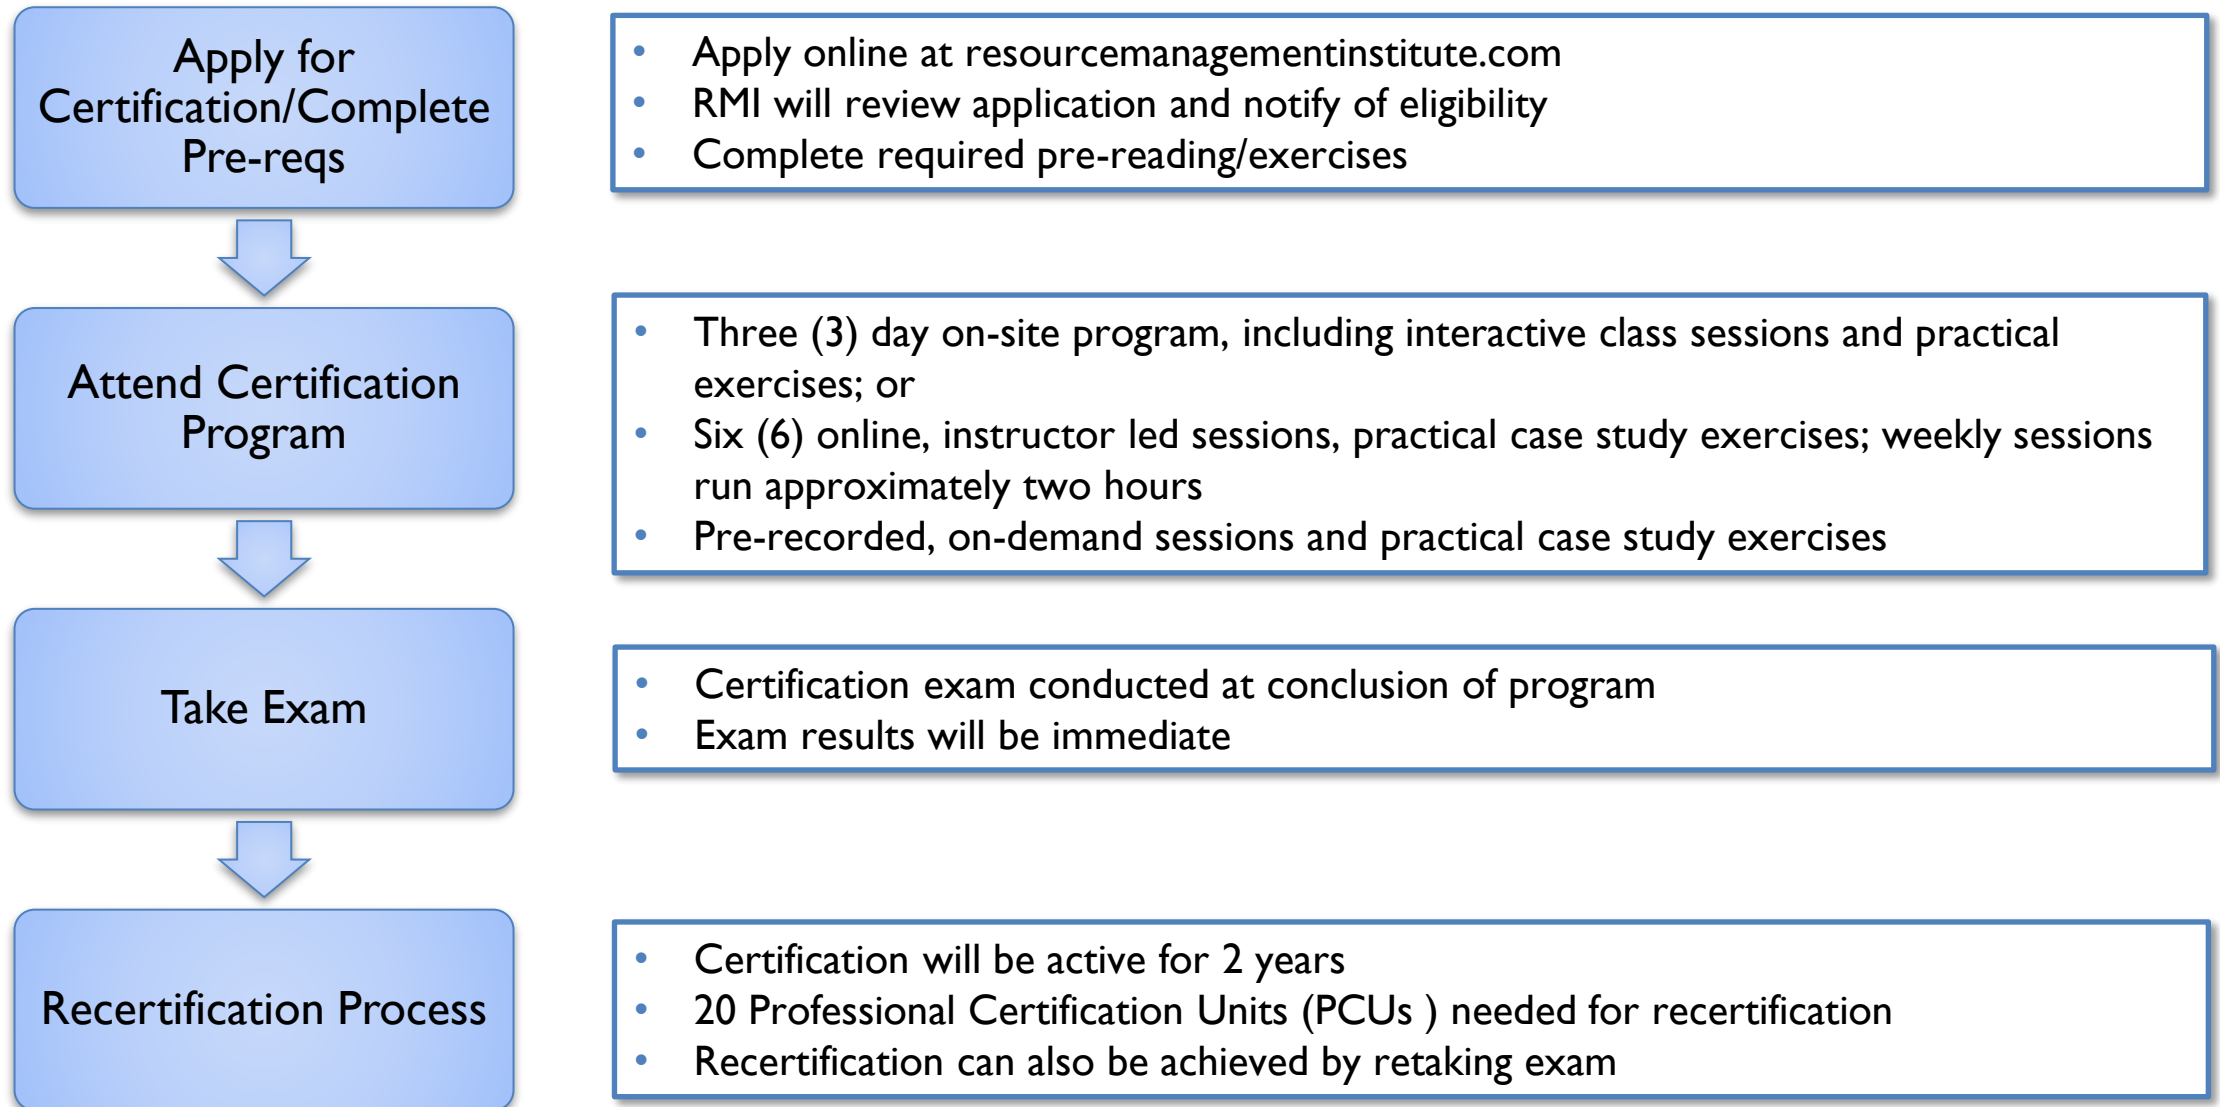 Apply for
Certification/Complete
Pre-reqs
• Apply online at resourcemanagementinstitute.com
• RMI will review application and notify of eligibility
• Complete required pre-reading/exercises
Attend Certification
Program
• Three (3) day on-site program, including interactive class sessions and practical
exercises; or
• Six (6) online, instructor led sessions, practical case study exercises; weekly sessions
run approximately two hours
• Pre-recorded, on-demand sessions and practical case study exercises
Take Exam
• Certification exam conducted at conclusion of program
• Exam results will be immediate
Recertification Process
• Certification will be active for 2 years
• 20 Professional Certification Units (PCUs ) needed for recertification
• Recertification can also be achieved by retaking exam